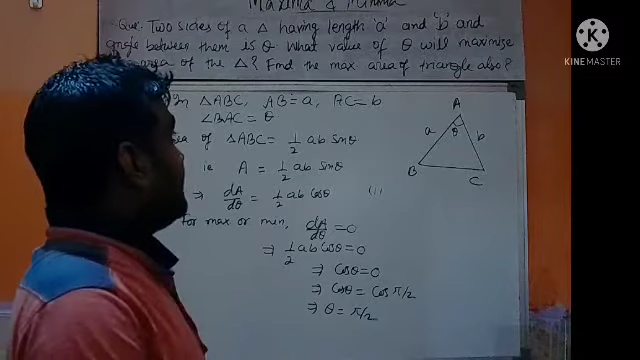 Maxima & Minima
Que: Two sides of a Δ having length 'a' and 'b' and
angle between them is θ What value of θ will maximize
area of the Δ? Find the max area of triangle also?
KINEMASTER
In ΔABC, AB = a, AC = b
∠BAC = θ
Area of ΔABC = 1/2 ab sinθ
ie A = 1/2 ab sinθ
⇒ dA/dθ = 1/2 ab cosθ (1)
For max or min, dA/dθ = 0
⇒ 1/2 ab cosθ = 0
⇒ cosθ = 0
⇒ cosθ = cos π/2
⇒ θ = π/2
A
a θ b
B
C